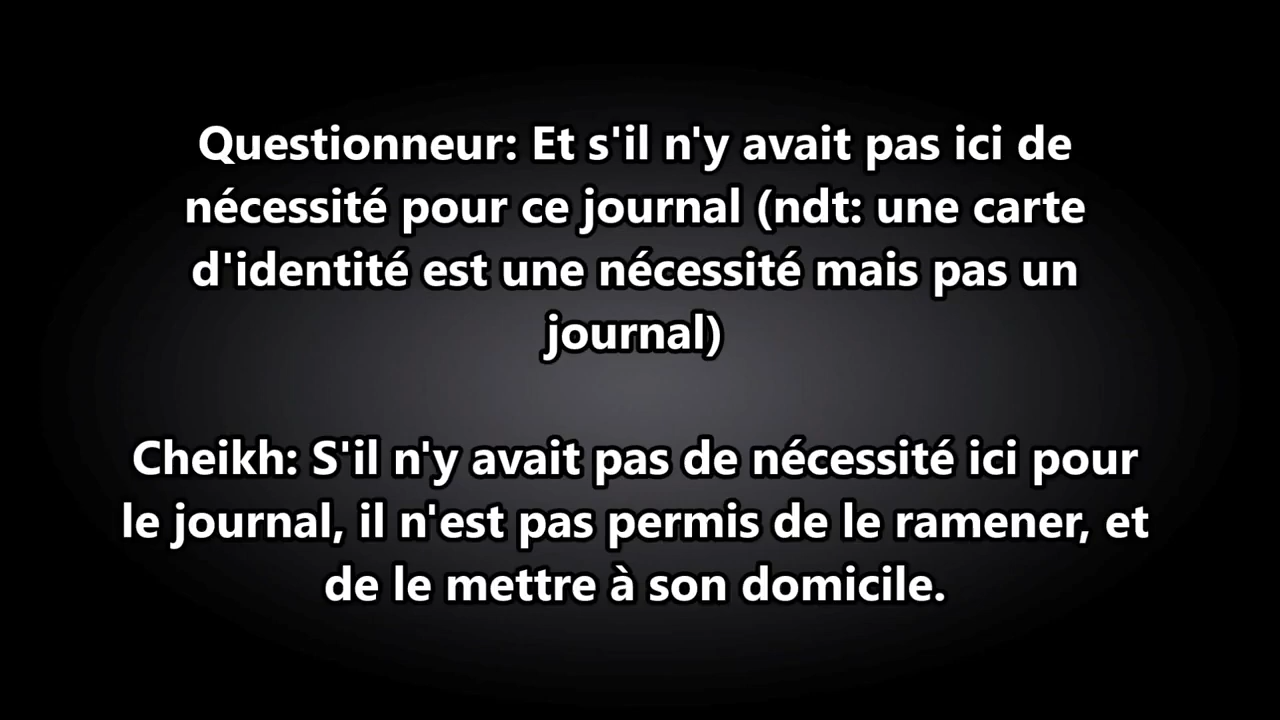 Questionneur: Et s'il n'y avait pas ici de
nécessité pour ce journal (ndt: une carte
d'identité est une nécessité mais pas un
journal)
Cheikh: S'il n'y avait pas de nécessité ici pour
le journal, il n'est pas permis de le ramener, et
de le mettre à son domicile.